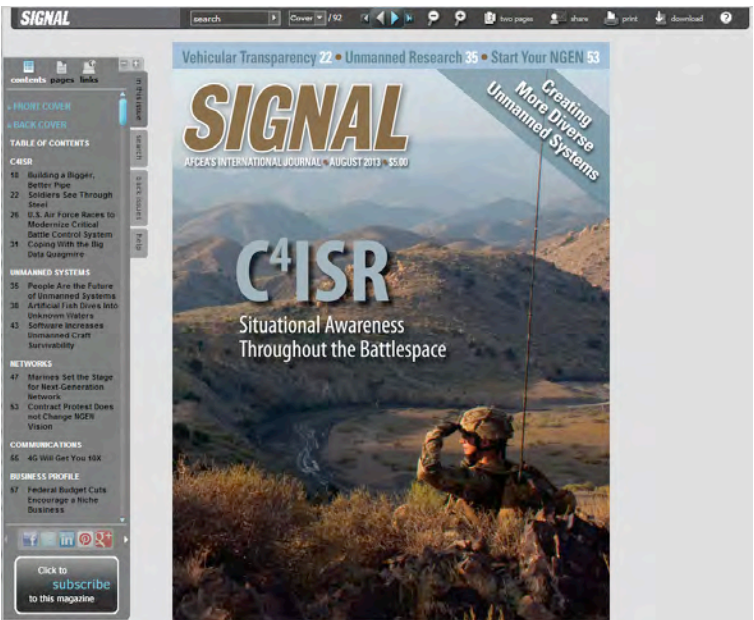 SIGNAL
search
Cover
/92
two pages
share
print
download
?
contents pages links
in this issue
search
back issues
help
FRONT COVER
BACK COVER
TABLE OF CONTENTS
C4ISR
18 Building a Bigger,
Better Pipe
22 Soldiers See Through
Steel
26 U.S. Air Force Races to
Modernize Critical
Battle Control System
31 Coping With the Big
Data Quagmire
UNMANNED SYSTEMS
35 People Are the Future
of Unmanned Systems
38 Artificial Fish Dives Into
Unknown Waters
43 Software Increases
Unmanned Craft
Survivability
NETWORKS
47 Marines Set the Stage
for Next-Generation
Network
53 Contract Protest Does
not Change NGEN
Vision
COMMUNICATIONS
55 4G Will Get You 10X
BUSINESS PROFILE
57 Federal Budget Cuts
Encourage a Niche
Business
Click to
subscribe
to this magazine
Vehicular Transparency 22 • Unmanned Research 35 • Start Your NGEN 53
Creating
More Diverse
Unmanned Systems
SIGNAL
AFCEA'S INTERNATIONAL JOURNAL • AUGUST 2013 • $5.00
C4ISR
Situational Awareness
Throughout the Battlespace